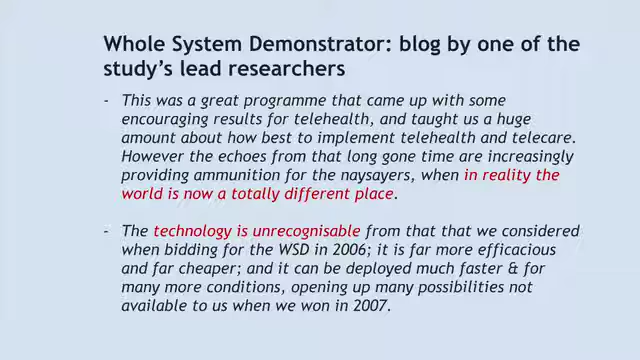 Whole System Demonstrator: blog by one of the
study's lead researchers
- This was a great programme that came up with some
encouraging results for telehealth, and taught us a huge
amount about how best to implement telehealth and telecare.
However the echoes from that long gone time are increasingly
providing ammunition for the naysayers, when in reality the
world is now a totally different place.
- The technology is unrecognisable from that that we considered
when bidding for the WSD in 2006; it is far more efficacious
and far cheaper; and it can be deployed much faster & for
many more conditions, opening up many possibilities not
available to us when we won in 2007.